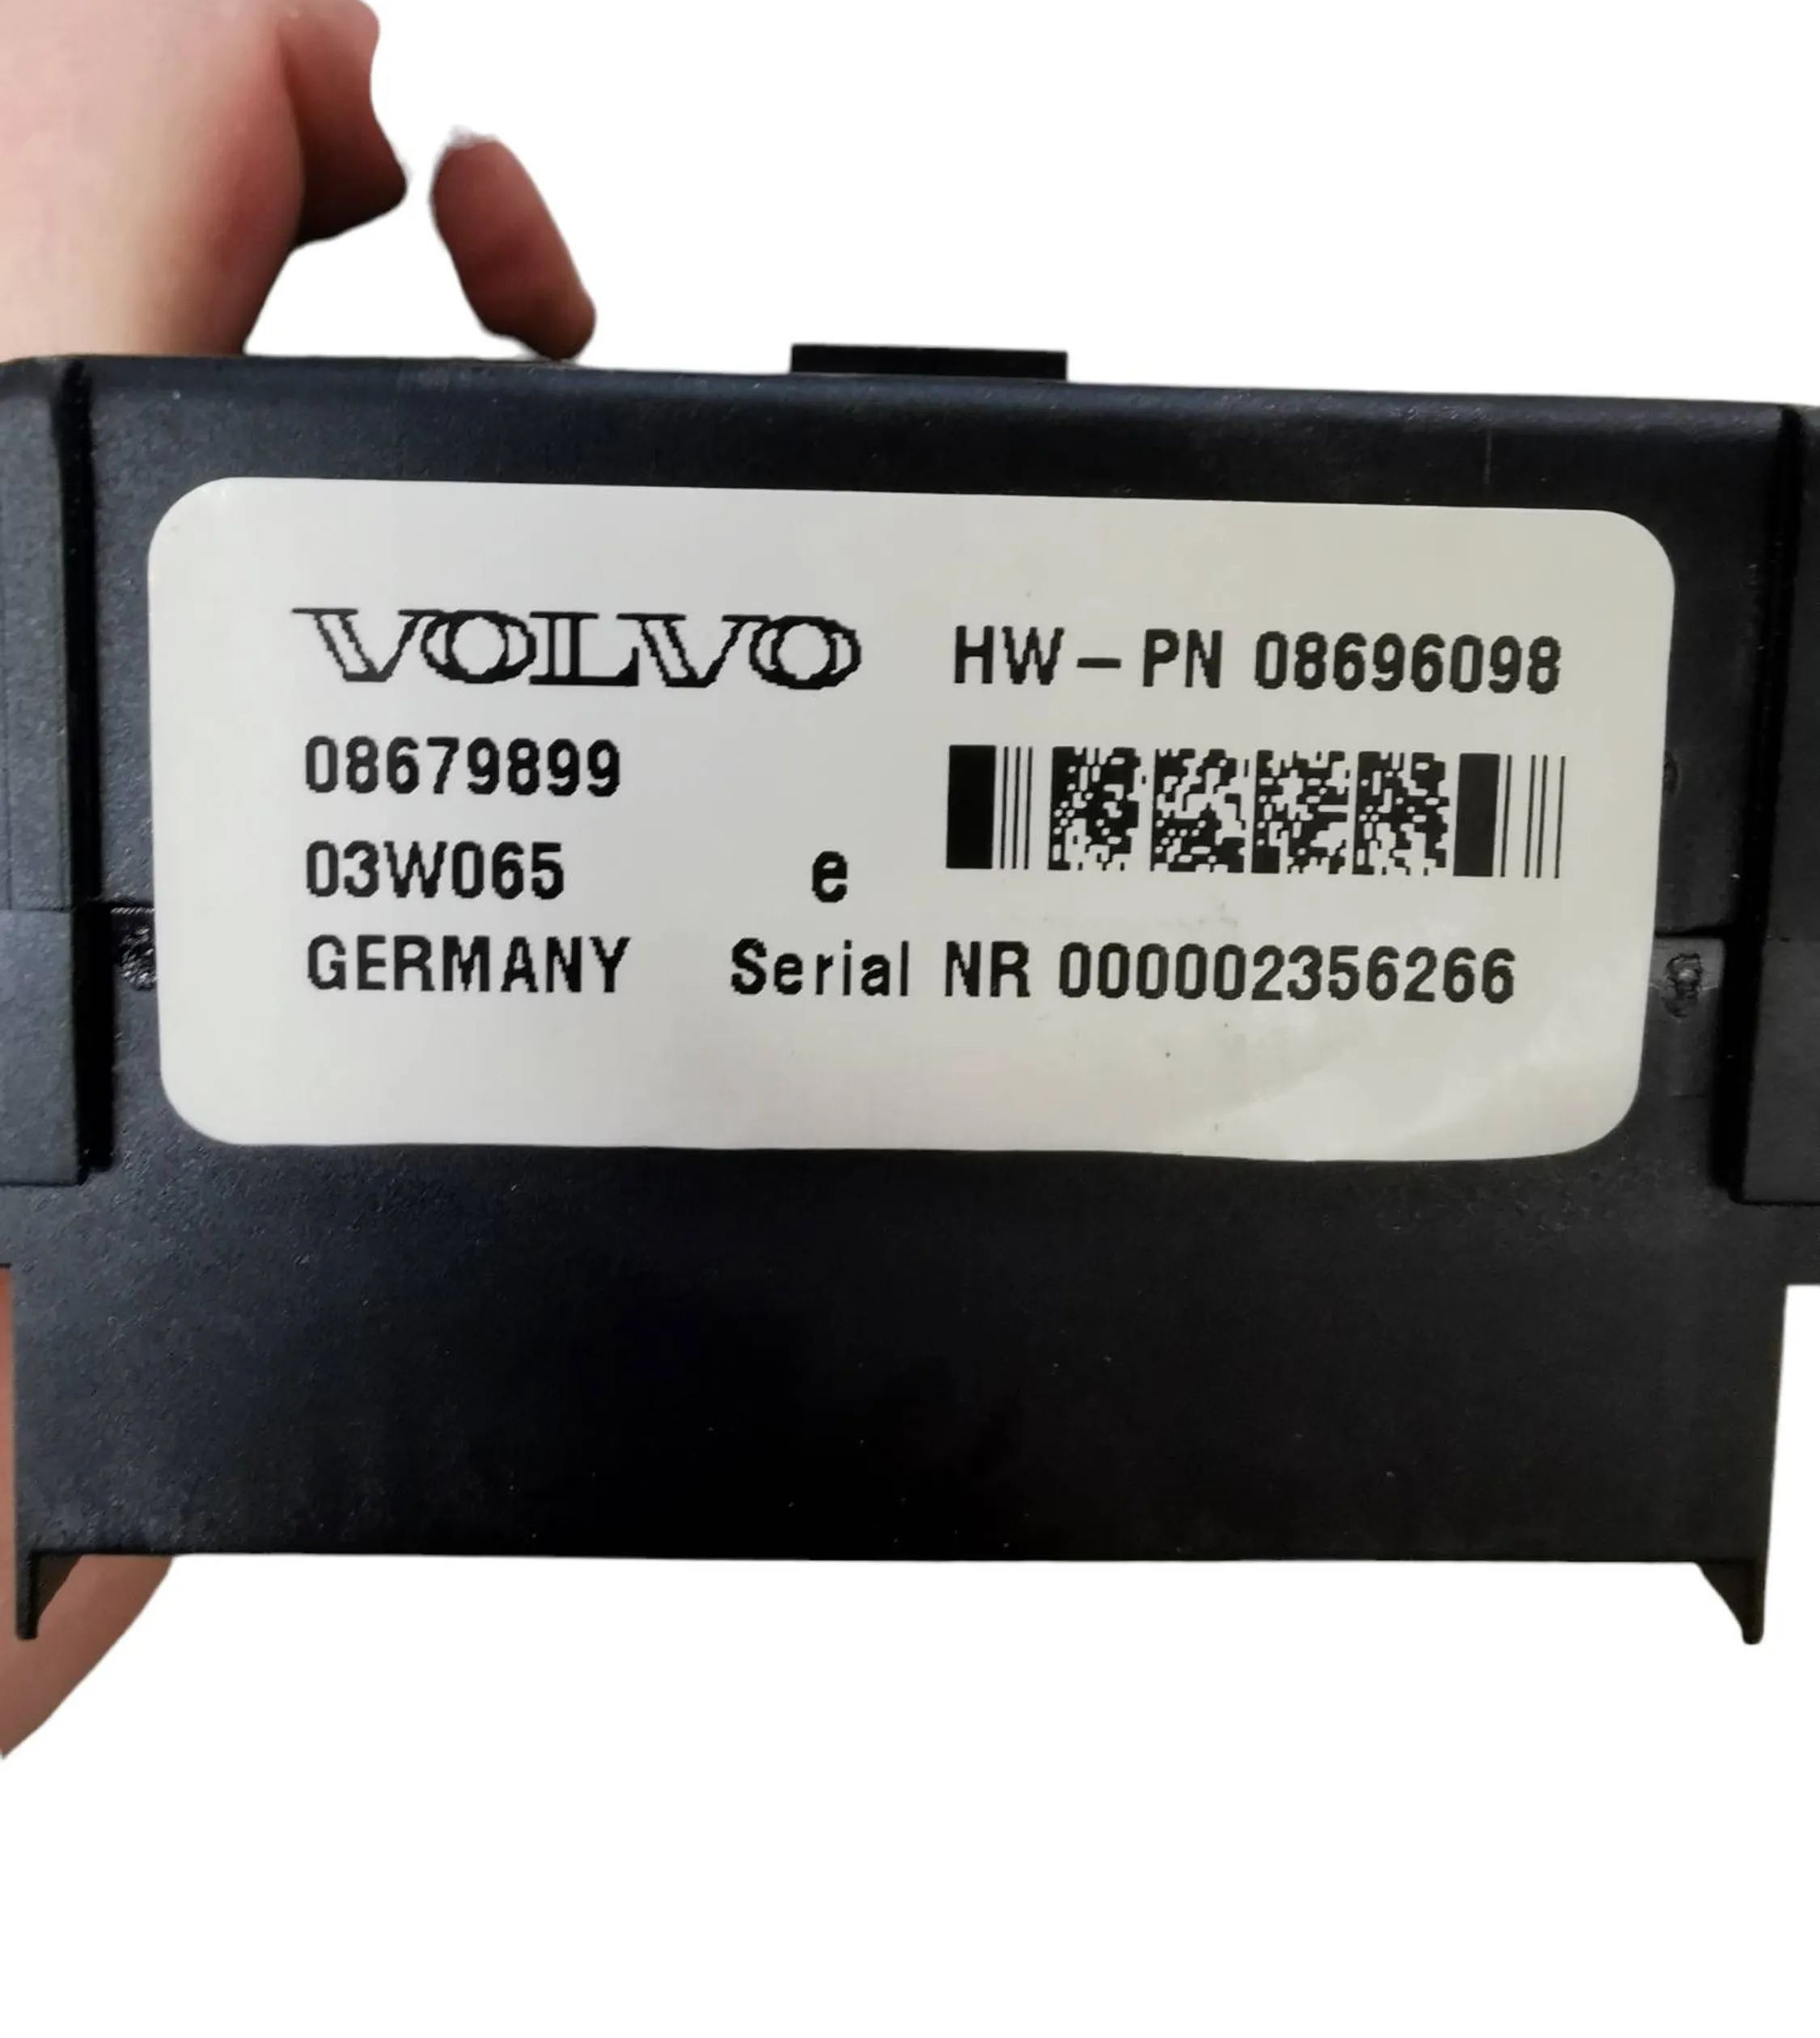 VOLVO HW-PN 08696098
08679899
03W065 e
GERMANY Serial NR 000002356266